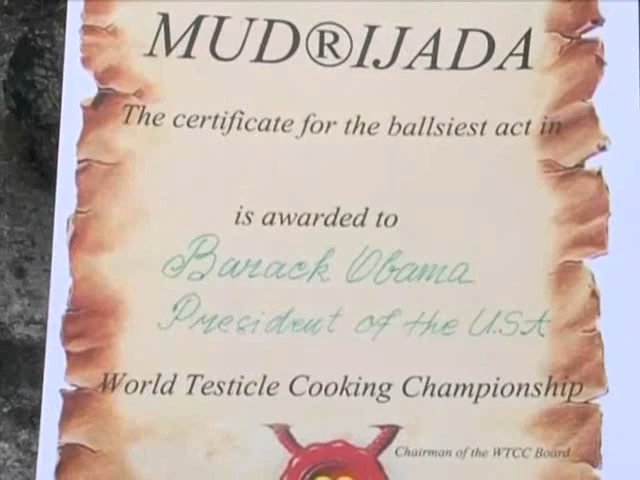 MUD®IJADA
The certificate for the ballsiest act in
is awarded to
Barack Obama
President of the USA
World Testicle Cooking Championship
Chairman of the WTCC Board